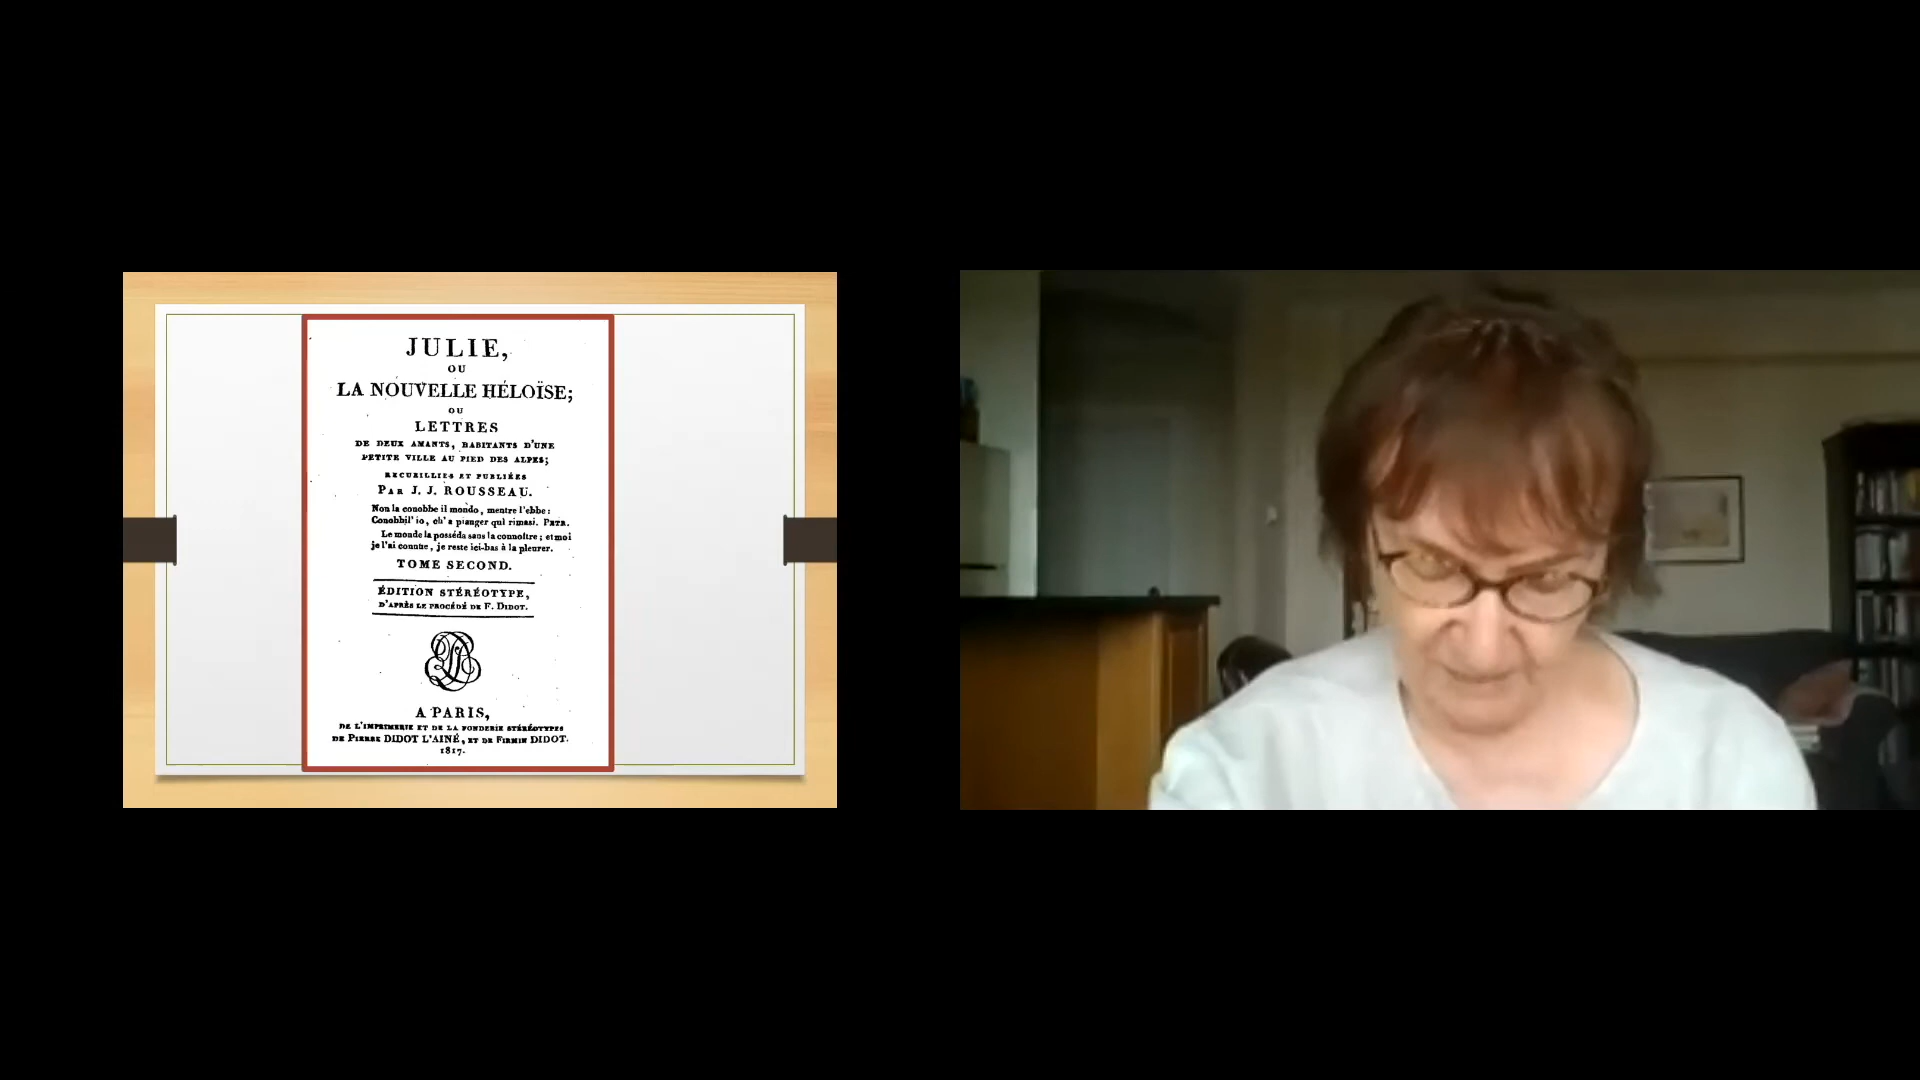 JULIE,
OU
LA NOUVELLE HÉLOÏSE;
OU
LETTRES
DE DEUX AMANTS, HABITANTS D'UNE
PETITE VILLE AU PIED DES ALPES;
RECUEILLIES ET PUBLIÉES
PAR J. J. ROUSSEAU.
Non la conobbe il mondo, mentre l'ebbe:
Conobbil' io, ch' a pianger qui rimasi. PETR.
Le monde la posséda sans la connoître; et moi
je l'ai connue, je reste ici-bas à la pleurer.
TOME SECOND.
ÉDITION STÉRÉOTYPE,
D'APRÈS LE PROCÉDÉ DE F. DIDOT.
A PARIS,
DE L'IMPRIMERIE ET DE LA FONDERIE STÉRÉOTYPES
DE PIERRE DIDOT L'AINÉ, ET DE FIRMIN DIDOT.
1817.